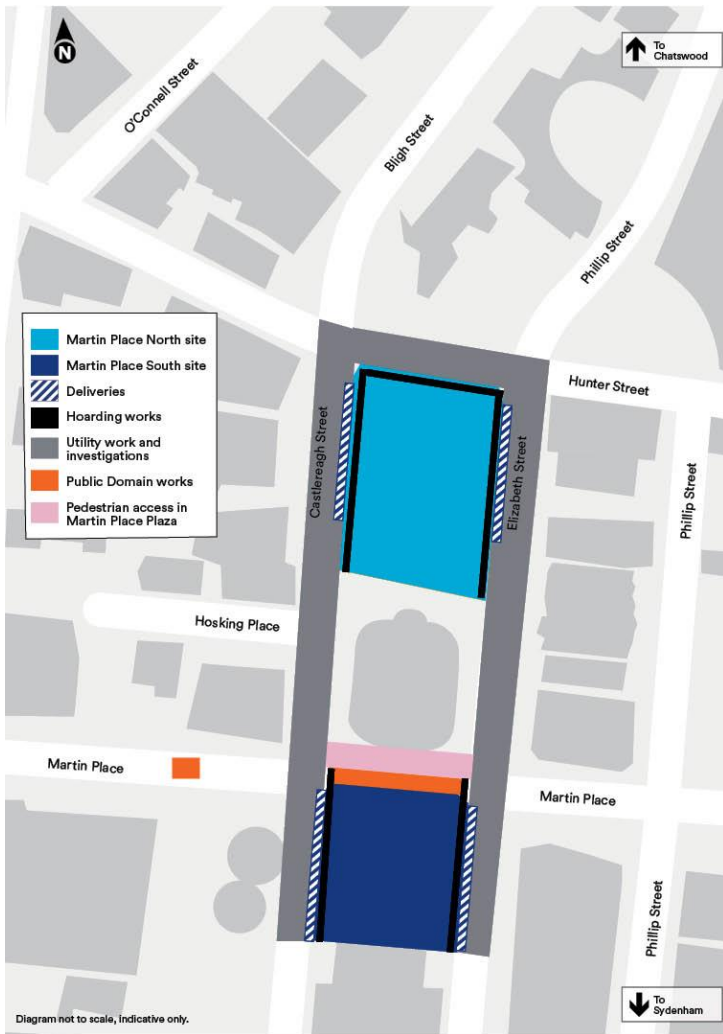 N
To
Chatswood
O'Connell Street
Bligh Street
Phillip Street
Martin Place North site
Martin Place South site
Deliveries
Hoarding works
Utility work and
investigations
Public Domain works
Pedestrian access in
Martin Place Plaza
Hunter Street
Castlereagh Street
Elizabeth Street
Phillip Street
Hosking Place
Martin Place
Martin Place
Phillip Street
To
Sydenham
Diagram not to scale, indicative only.